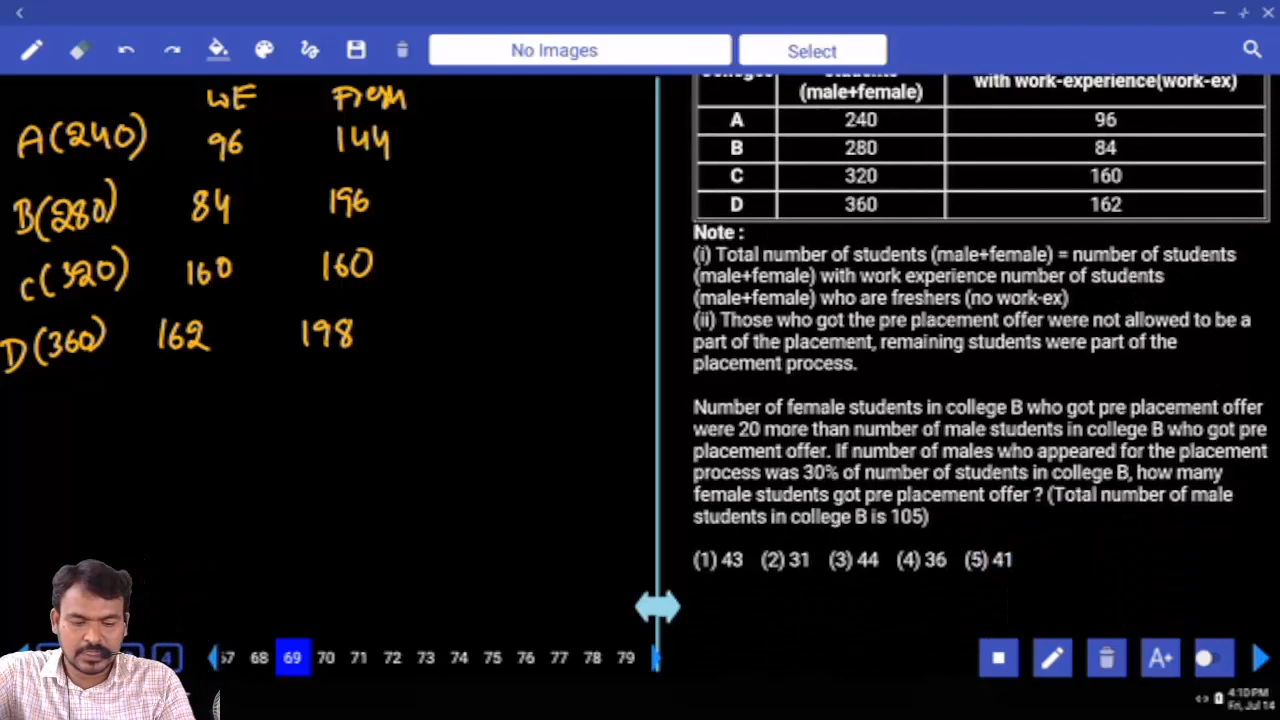 No Images
Select
WE Fresh
A(240) 96 144
B(280) 84 196
C(320) 160 160
D(360) 162 198
(male+female) with work-experience(work-ex)
A 240 96
B 280 84
C 320 160
D 360 162
Note :
(i) Total number of students (male+female) = number of students
(male+female) with work experience number of students
(male+female) who are freshers (no work-ex)
(ii) Those who got the pre placement offer were not allowed to be a
part of the placement, remaining students were part of the
placement process.
Number of female students in college B who got pre placement offer
were 20 more than number of male students in college B who got pre
placement offer. If number of males who appeared for the placement
process was 30% of number of students in college B, how many
female students got pre placement offer ? (Total number of male
students in college B is 105)
(1) 43 (2) 31 (3) 44 (4) 36 (5) 41
68 69 70 71 72 73 74 75 76 77 78 79
A+
4:10 PM
Fri, Jul 14